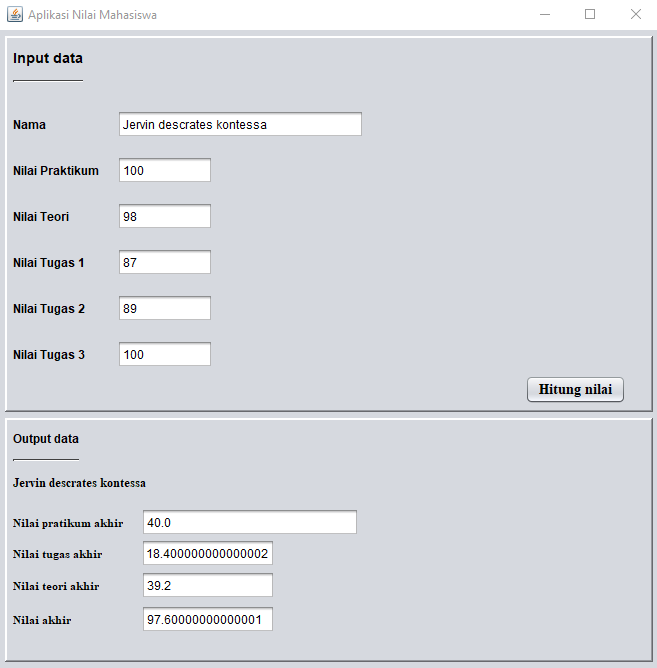 Aplikasi Nilai Mahasiswa
Input data
Nama Jervin descrates kontessa
Nilai Praktikum 100
Nilai Teori 98
Nilai Tugas 1 87
Nilai Tugas 2 89
Nilai Tugas 3 100
Hitung nilai
Output data
Jervin descrates kontessa
Nilai pratikum akhir 40.0
Nilai tugas akhir 18.400000000000002
Nilai teori akhir 39.2
Nilai akhir 97.60000000000001